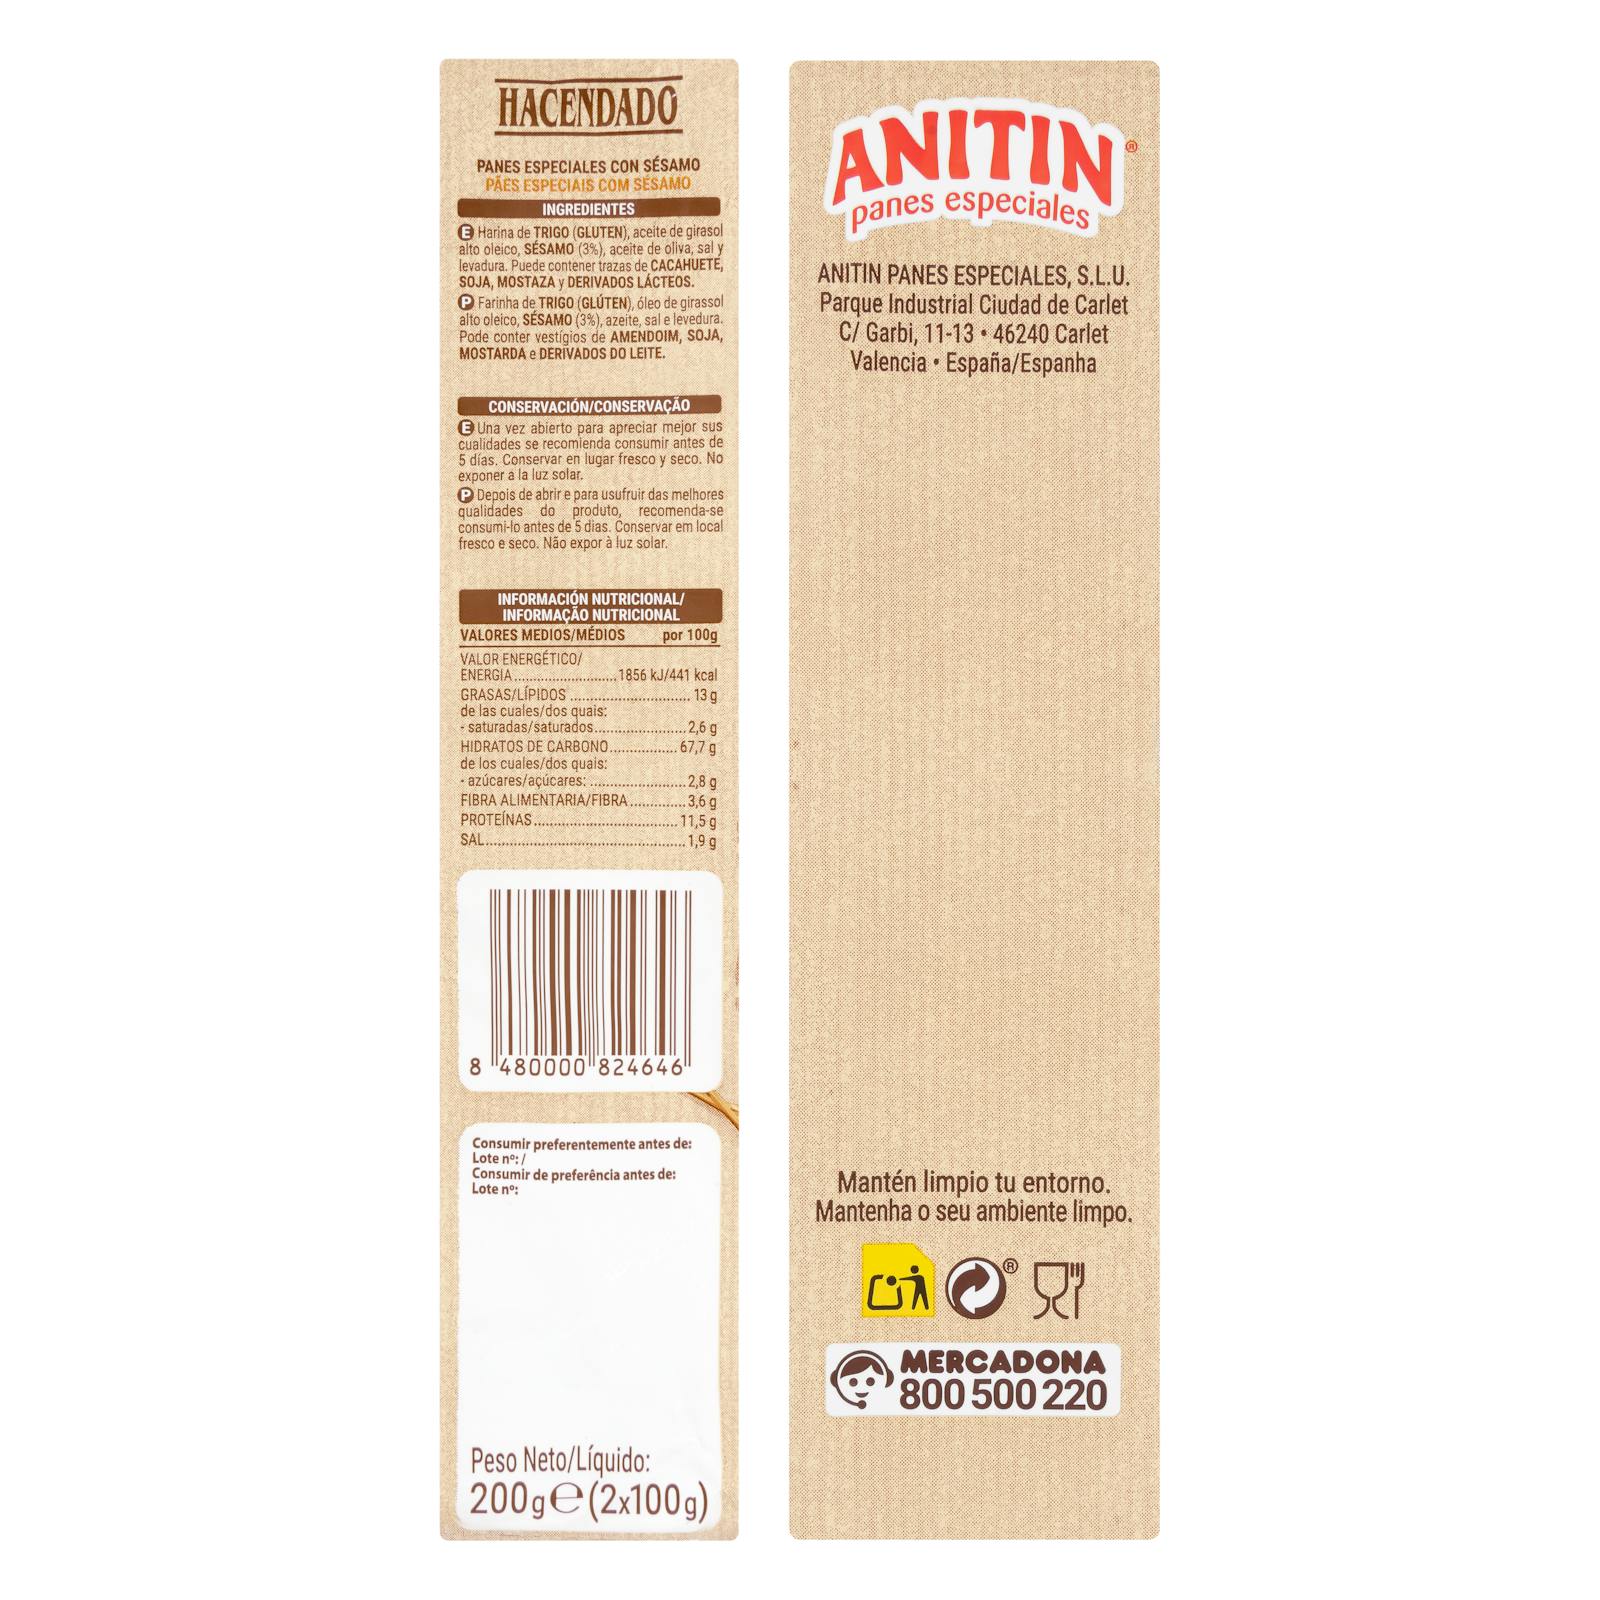 HACENDADO
PANES ESPECIALES CON SÉSAMO
PÃES ESPECIAIS COM SÉSAMO
INGREDIENTES
E Harina de TRIGO (GLUTEN), aceite de girasol
alto oleico, SÉSAMO (3%), aceite de oliva, sal y
levadura. Puede contener trazas de CACAHUETE,
SOJA, MOSTAZA y DERIVADOS LÁCTEOS.
P Farinha de TRIGO (GLÚTEN), óleo de girassol
alto oleico, SÉSAMO (3%), azeite, sal e levedura.
Pode conter vestígios de AMENDOIM, SOJA,
MOSTARDA e DERIVADOS DO LEITE.
CONSERVACIÓN/CONSERVAÇÃO
E Una vez abierto para apreciar mejor sus
cualidades se recomienda consumir antes de
5 días. Conservar en lugar fresco y seco. No
exponer a la luz solar.
P Depois de abrir e para usufruir das melhores
qualidades do produto, recomenda-se
consumi-lo antes de 5 dias. Conservar em local
fresco e seco. Não expor à luz solar.
INFORMACIÓN NUTRICIONAL/
INFORMAÇÃO NUTRICIONAL
VALORES MEDIOS/MÉDIOS por 100g
VALOR ENERGÉTICO/
ENERGIA........................1856 kJ/441 kcal
GRASAS/LÍPIDOS............................13 g
de las cuales/dos quais:
- saturadas/saturados......................2,6 g
HIDRATOS DE CARBONO................67,7 g
de los cuales/dos quais:
- azúcares/açúcares: .......................2,8 g
FIBRA ALIMENTARIA/FIBRA.............3,6 g
PROTEÍNAS..................................11,5 g
SAL................................................1,9 g
8 480000 824646
Consumir preferentemente antes de:
Lote nº: /
Consumir de preferência antes de:
Lote nº:
Peso Neto/Líquido:
200g℮(2x100g)
ANITIN®
panes especiales
ANITIN PANES ESPECIALES, S.L.U.
Parque Industrial Ciudad de Carlet
C/ Garbi, 11-13 • 46240 Carlet
Valencia • España/Espanha
Mantén limpio tu entorno.
Mantenha o seu ambiente limpo.
®
MERCADONA
800 500 220